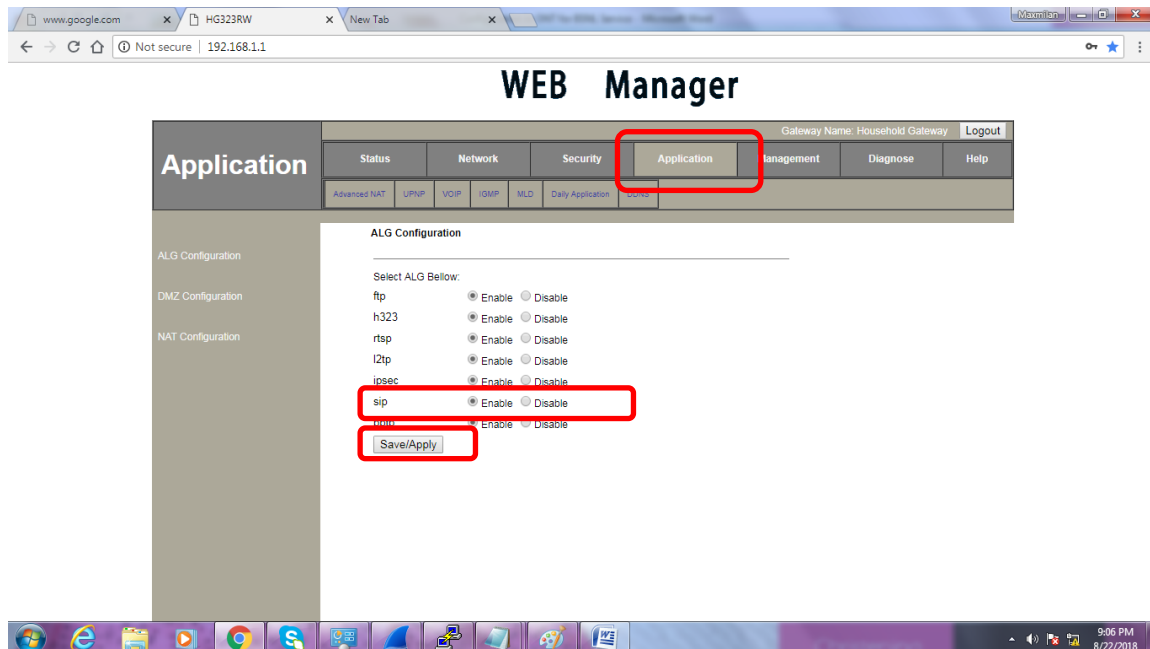 www.google.com HG323RW New Tab Maxmilan
Not secure 192.168.1.1
WEB Manager
Gateway Name: Household Gateway Logout
Application Status Network Security Application Management Diagnose Help
Advanced NAT UPNP VOIP IGMP MLD Daily Application DDNS
ALG Configuration
ALG Configuration
Select ALG Bellow:
DMZ Configuration
NAT Configuration
ftp Enable Disable
h323 Enable Disable
rtsp Enable Disable
l2tp Enable Disable
ipsec Enable Disable
sip Enable Disable
pptp Enable Disable
Save/Apply
9:06 PM
8/22/2018